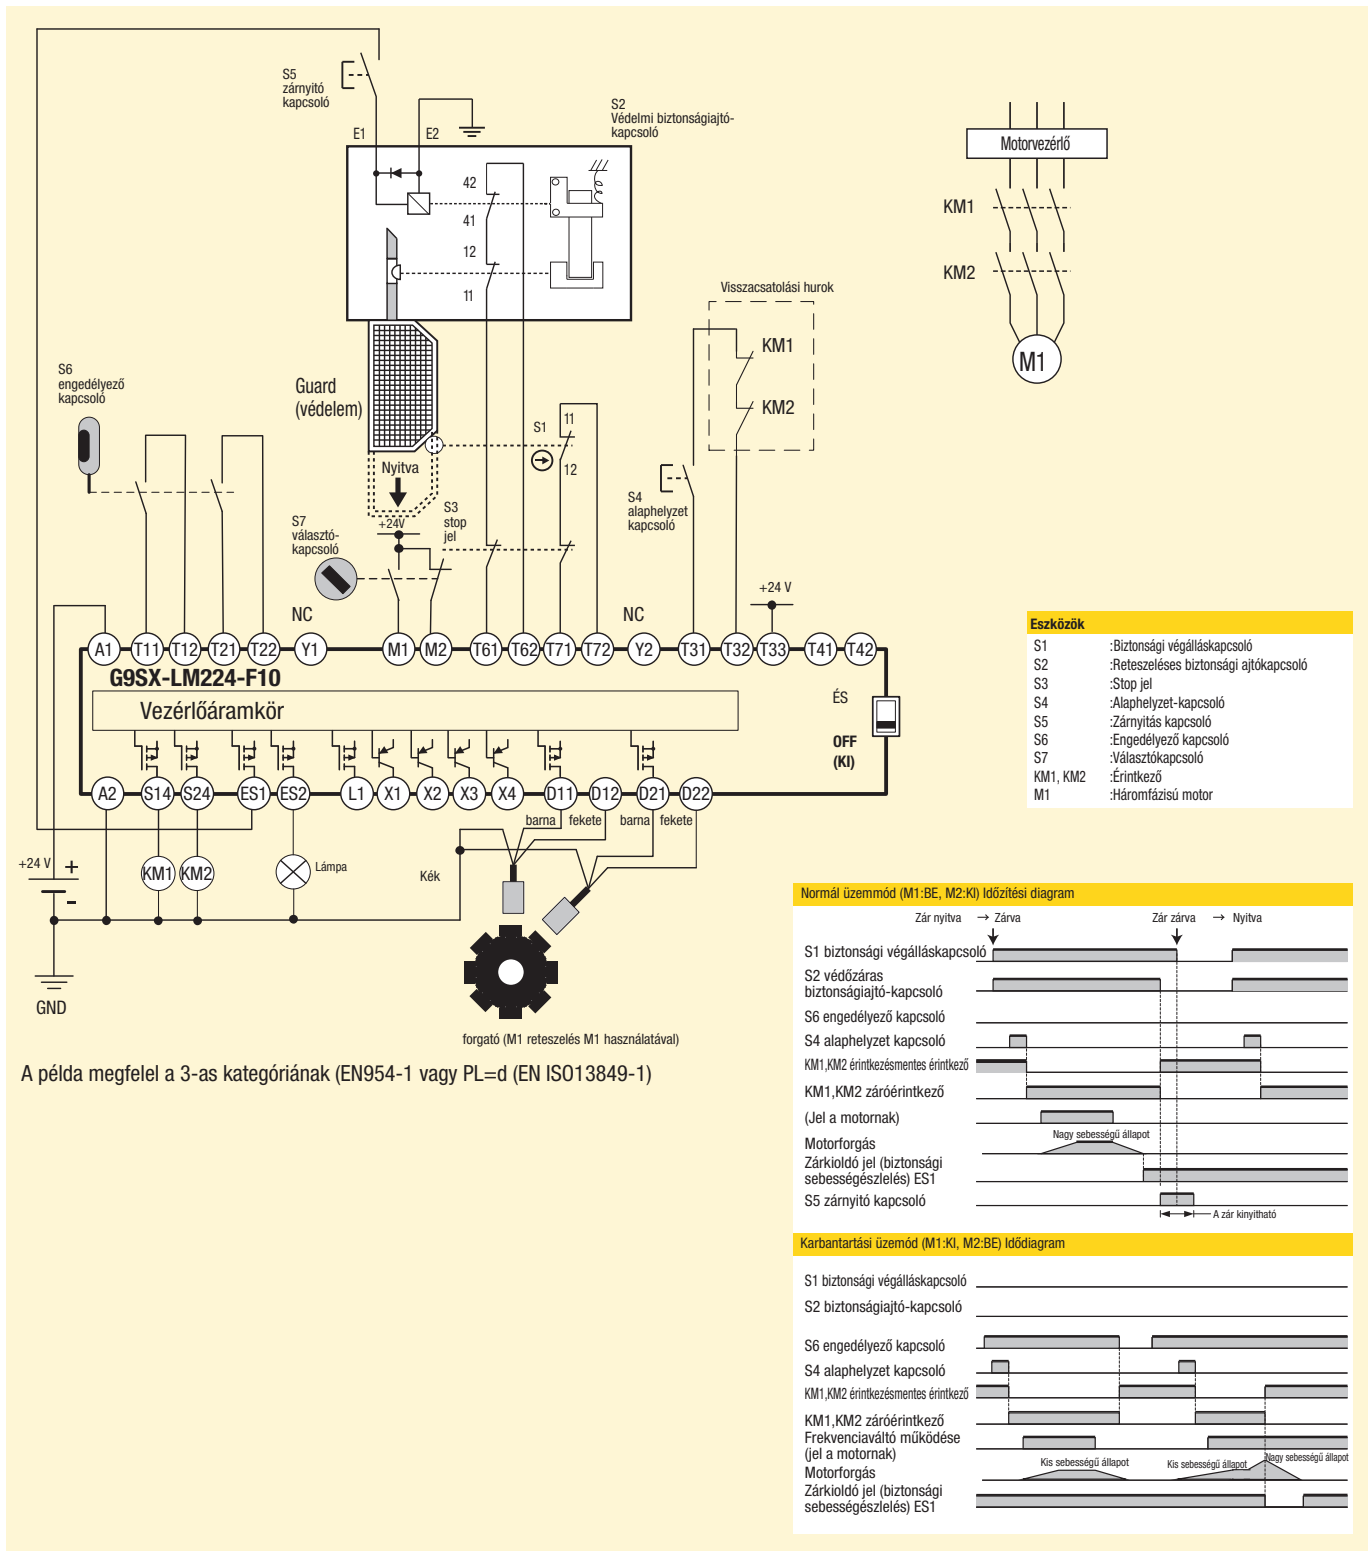 S5
zárnyitó
kapcsoló
E1
E2
S2
Védelmi biztonságiajtó-
kapcsoló
42
41
12
11
Motorvezérlő
KM1
KM2
M1
Visszacsatolási hurok
KM1
KM2
S6
engedélyező
kapcsoló
Guard
(védelem)
Nyitva
S1
11
12
S4
alaphelyzet
kapcsoló
S7
választó-
kapcsoló
+24V
S3
stop
jel
NC
NC
+24 V
A1
T11
T12
T21
T22
Y1
M1
M2
T61
T62
T71
T72
Y2
T31
T32
T33
T41
T42
G9SX-LM224-F10
Vezérlőáramkör
ÉS
OFF
(KI)
A2
S14
S24
ES1
ES2
L1
X1
X2
X3
X4
D11
D12
D21
D22
barna
fekete
barna
fekete
+24 V
+
-
KM1
KM2
Lámpa
Kék
GND
forgató (M1 reteszelés M1 használatával)
A példa megfelel a 3-as kategóriának (EN954-1 vagy PL=d (EN ISO13849-1)
Eszközök
S1 :Biztonsági végálláskapcsoló
S2 :Reteszeléses biztonsági ajtókapcsoló
S3 :Stop jel
S4 :Alaphelyzet-kapcsoló
S5 :Zárnyitás kapcsoló
S6 :Engedélyező kapcsoló
S7 :Választókapcsoló
KM1, KM2 :Érintkező
M1 :Háromfázisú motor
Normál üzemmód (M1:BE, M2:KI) Időzítési diagram
Zár nyitva → Zárva
Zár zárva → Nyitva
S1 biztonsági végálláskapcsoló
S2 védőzáras
biztonságiajtó-kapcsoló
S6 engedélyező kapcsoló
S4 alaphelyzet kapcsoló
KM1,KM2 érintkezésmentes érintkező
KM1,KM2 záróérintkező
(Jel a motornak)
Nagy sebességű állapot
Motorforgás
Zárkioldó jel (biztonsági
sebességészlelés) ES1
S5 zárnyitó kapcsoló
A zár kinyitható
Karbantartási üzemód (M1:KI, M2:BE) Idődiagram
S1 biztonsági végálláskapcsoló
S2 biztonságiajtó-kapcsoló
S6 engedélyező kapcsoló
S4 alaphelyzet kapcsoló
KM1,KM2 érintkezésmentes érintkező
KM1,KM2 záróérintkező
Frekvenciaváltó működése
(jel a motornak)
Kis sebességű állapot
Kis sebességű állapot
Nagy sebességű állapot
Motorforgás
Zárkioldó jel (biztonsági
sebességészlelés) ES1